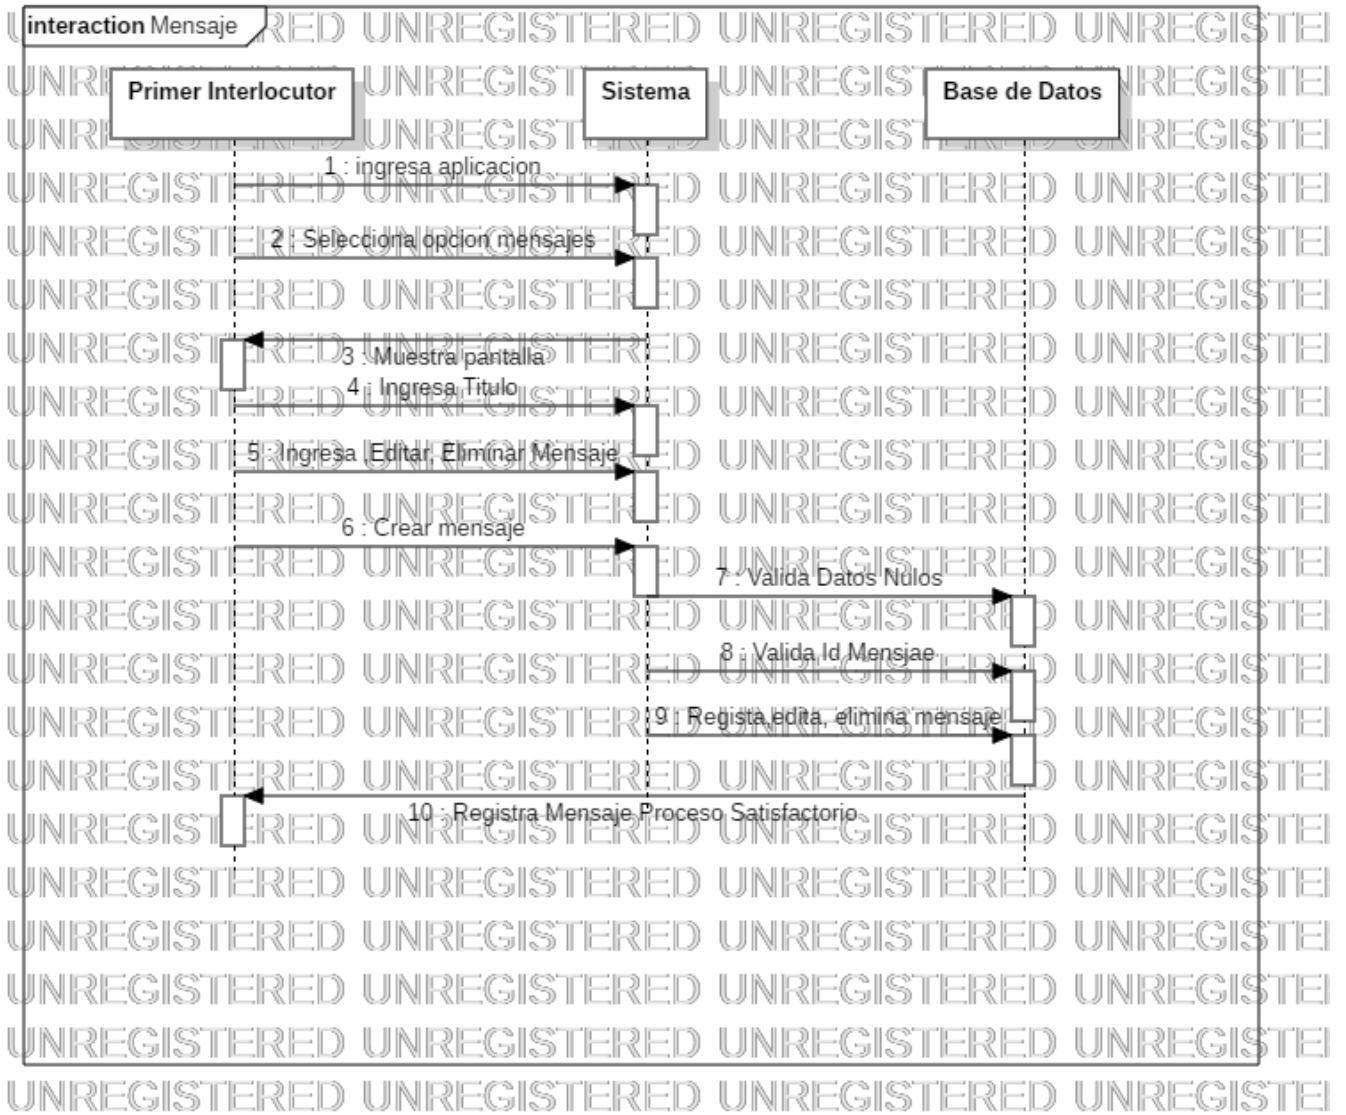 interaction Mensaje
Primer Interlocutor
Sistema
Base de Datos
1 : ingresa aplicacion
2 : Selecciona opcion mensajes
3 : Muestra pantalla
4 : Ingresa Titulo
5 : Ingresa ,Editar, Eliminar Mensaje
6 : Crear mensaje
7 : Valida Datos Nulos
8 : Valida Id Mensjae
9 : Regista,edita, elimina mensaje
10 : Registra Mensaje Proceso Satisfactorio
UNREGISTERED UNREGISTERED UNREGISTERED